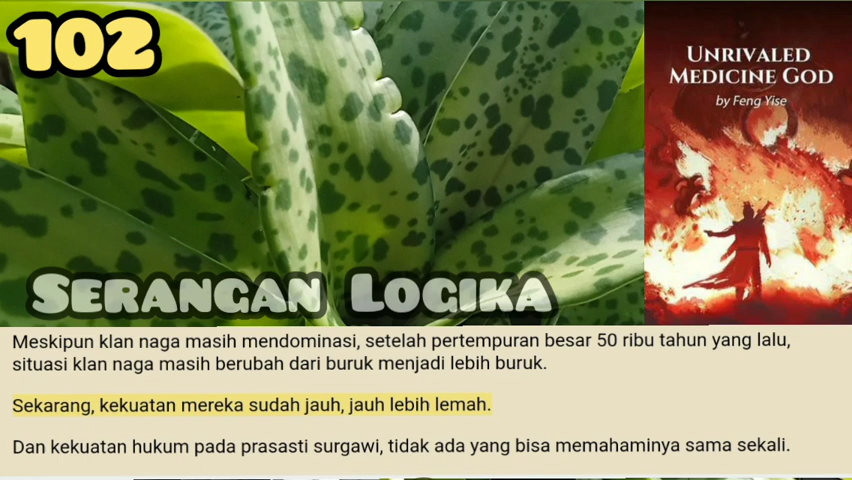 102
UNRIVALED
MEDICINE GOD
by Feng Yise
SERANGAN LOGIKA
Meskipun klan naga masih mendominasi, setelah pertempuran besar 50 ribu tahun yang lalu,
situasi klan naga masih berubah dari buruk menjadi lebih buruk.
Sekarang, kekuatan mereka sudah jauh, jauh lebih lemah.
Dan kekuatan hukum pada prasasti surgawi, tidak ada yang bisa memahaminya sama sekali.